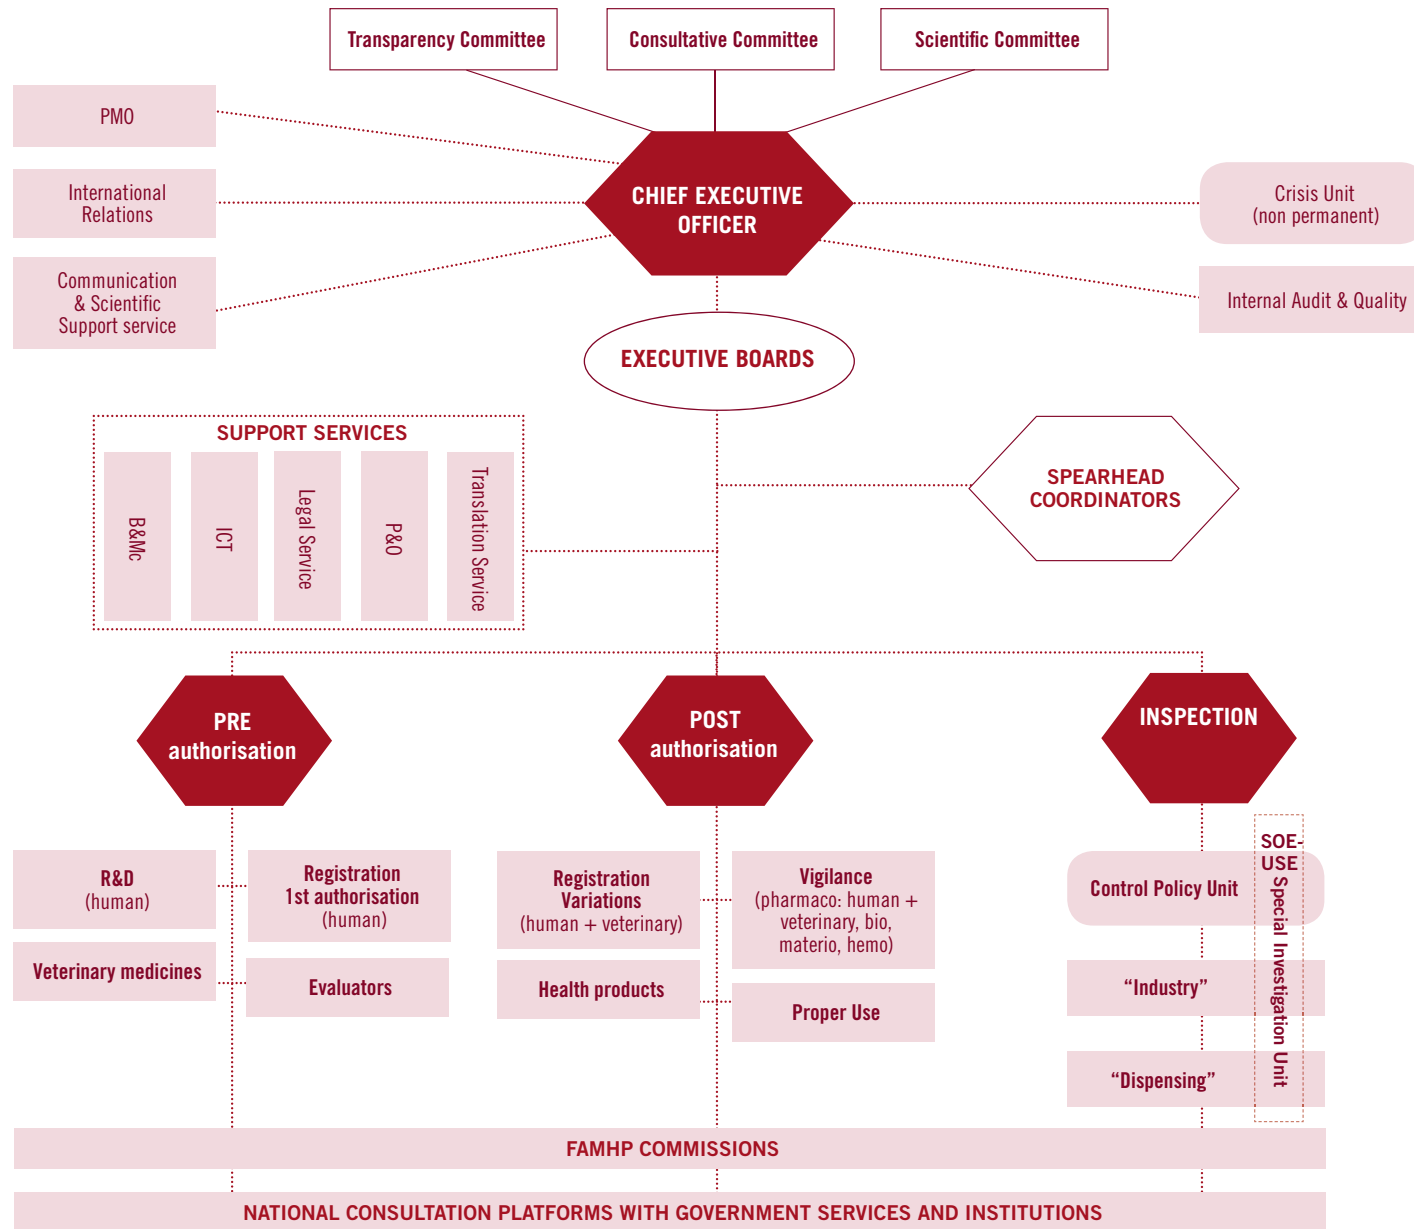 Transparency Committee
Consultative Committee
Scientific Committee
PMO
International
Relations
Communication
& Scientific
Support service
CHIEF EXECUTIVE
OFFICER
Crisis Unit
(non permanent)
Internal Audit & Quality
EXECUTIVE BOARDS
SUPPORT SERVICES
B&Mc
ICT
Legal Service
P&O
Translation Service
SPEARHEAD
COORDINATORS
PRE
authorisation
POST
authorisation
INSPECTION
R&D
(human)
Registration
1st authorisation
(human)
Veterinary medicines
Evaluators
Registration
Variations
(human + veterinary)
Vigilance
(pharmaco: human +
veterinary, bio,
materio, hemo)
Health products
Proper Use
SOE-
USE
Special Investigation Unit
Control Policy Unit
“Industry”
“Dispensing”
FAMHP COMMISSIONS
NATIONAL CONSULTATION PLATFORMS WITH GOVERNMENT SERVICES AND INSTITUTIONS